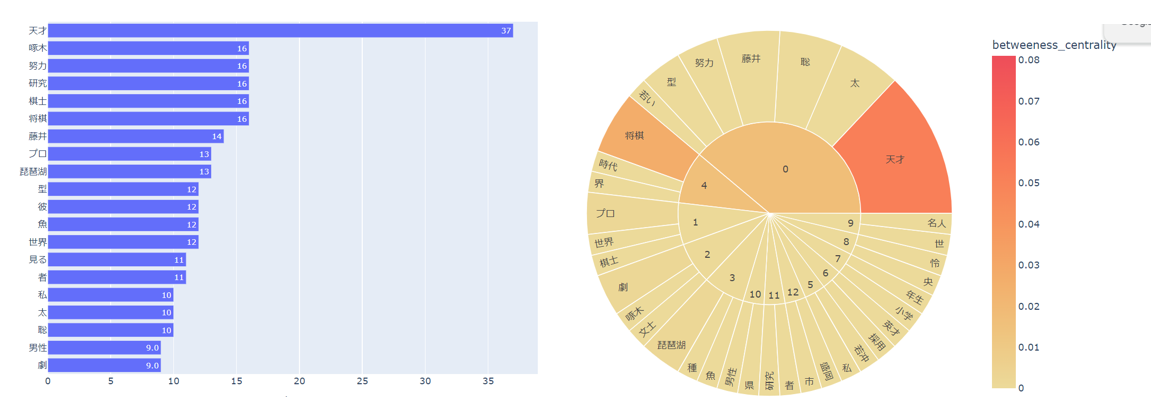 天才 37
啄木 16
努力 16
研究 16
棋士 16
将棋 16
藤井 14
プロ 13
琵琶湖 13
型 12
彼 12
魚 12
世界 12
見る 11
者 11
私 10
太 10
聡 10
男性 9.0
劇 9.0
0 5 10 15 20 25 30 35
天才
太
聡
藤井
努力
型
若い
将棋
時代
界
プロ
世界
棋士
劇
啄木
文士
琵琶湖
種
魚
男性
県
研究
者
市
盛岡
私
若冲
採用
英才
小学
年生
央
怜
世
名人
0
4
1
2
3
10
11
12
5
6
7
8
9
betweeness_centrality
0.08
0.07
0.06
0.05
0.04
0.03
0.02
0.01
0